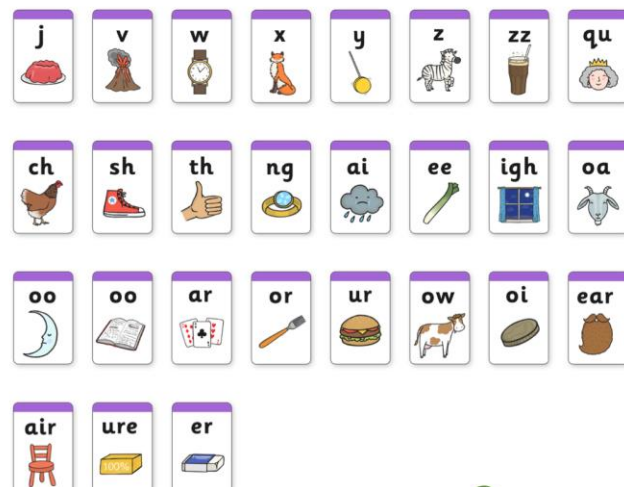 j v w x y z zz qu
ch sh th ng ai ee igh oa
oo oo ar or ur ow oi ear
air ure er
100%